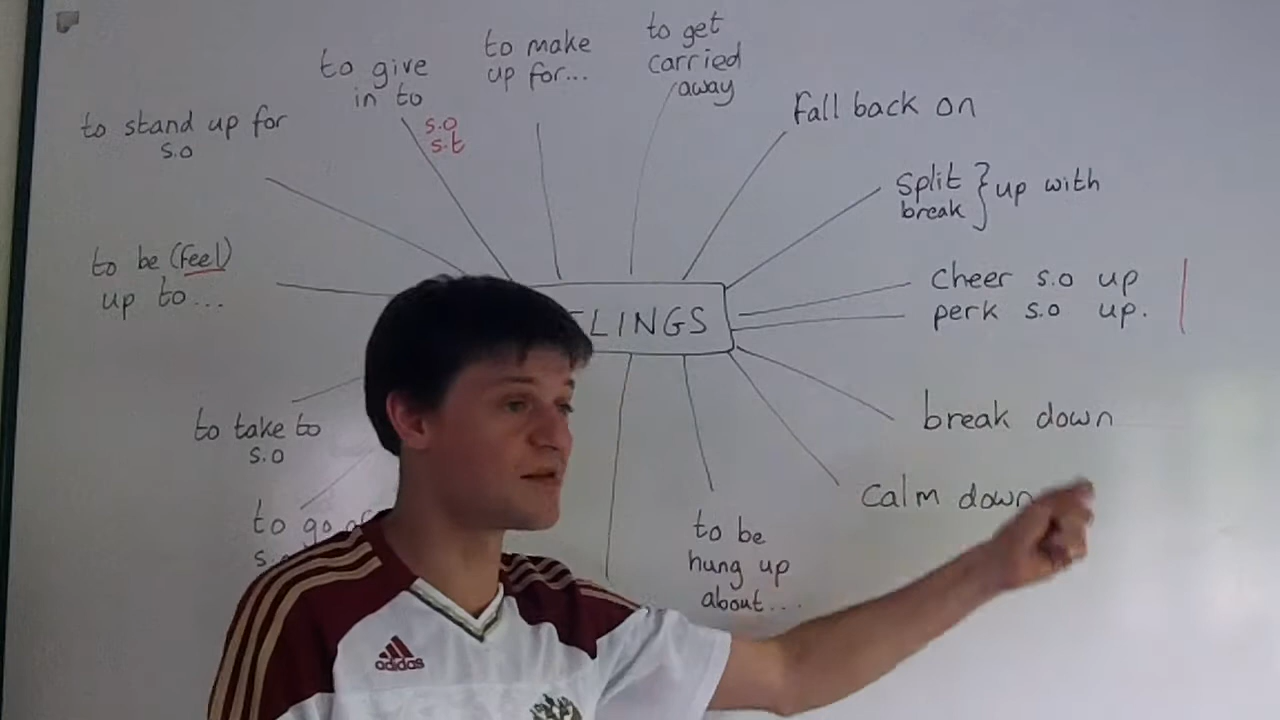 to stand up for
s.o
to give
in to
s.o
s.t
to make
up for...
to get
carried
away
Fall back on
split } up with
break
cheer s.o up
perk s.o up.
break down
calm down
to be
hung up
about....
to be (feel)
up to...
to take to
s.o
to go
LINGS
adidas